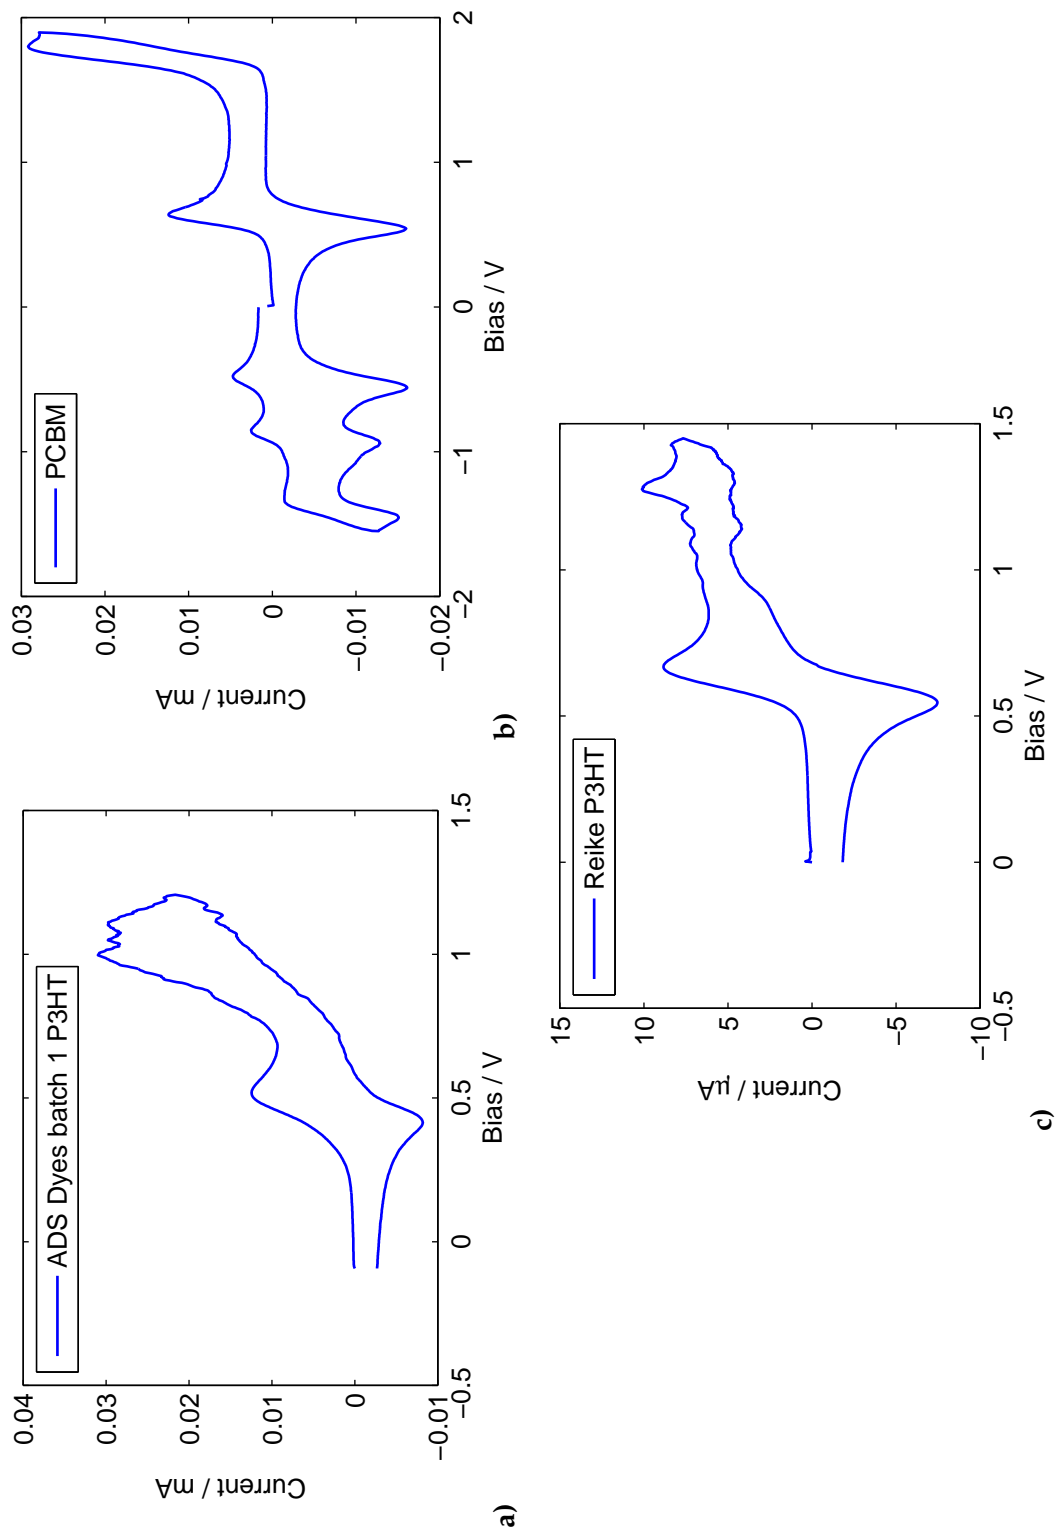 a)
ADS Dyes batch 1 P3HT
Current / mA
0.04
0.03
0.02
0.01
0
−0.01
−0.5
0
0.5
1
1.5
Bias / V
b)
PCBM
Current / mA
0.03
0.02
0.01
0
−0.01
−0.02
−2
−1
0
1
2
Bias / V
c)
Reike P3HT
Current / μA
15
10
5
0
−5
−10
−0.5
0
0.5
1
1.5
Bias / V